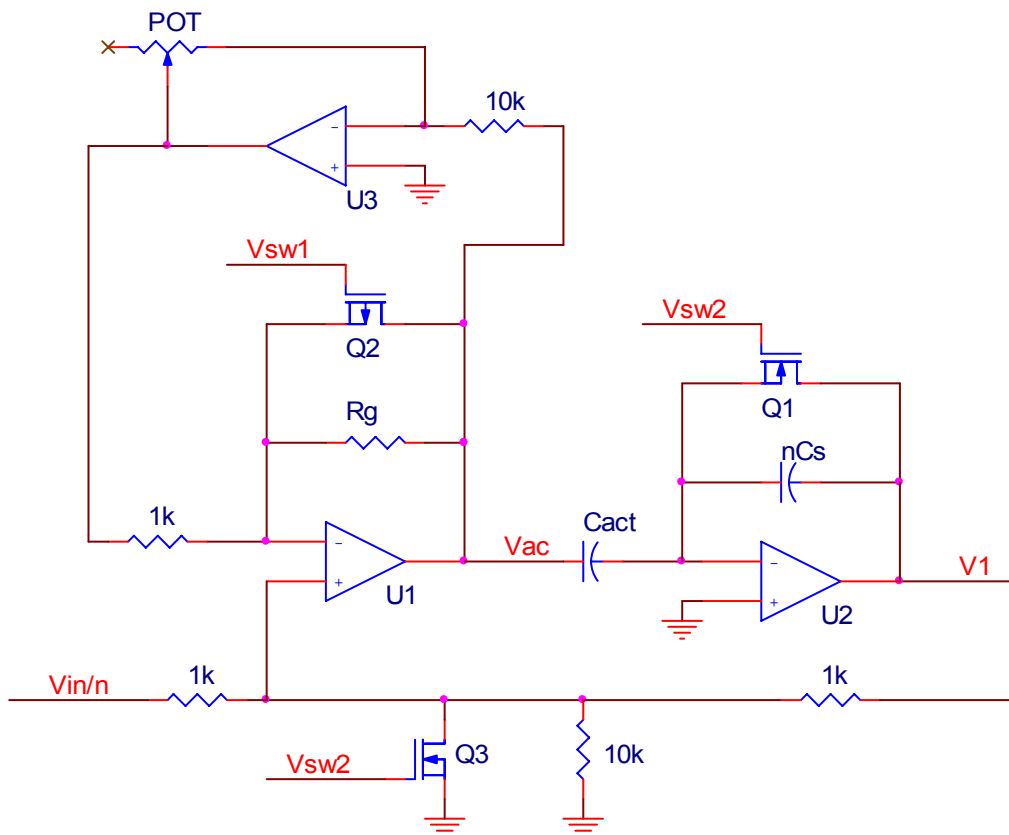 POT
10k
−
+
U3
Vsw1
Q2
Vsw2
Q1
Rg
nCs
1k
−
+
U1
Vac
Cact
−
+
U2
V1
Vin/n
1k
1k
Vsw2
Q3
10k